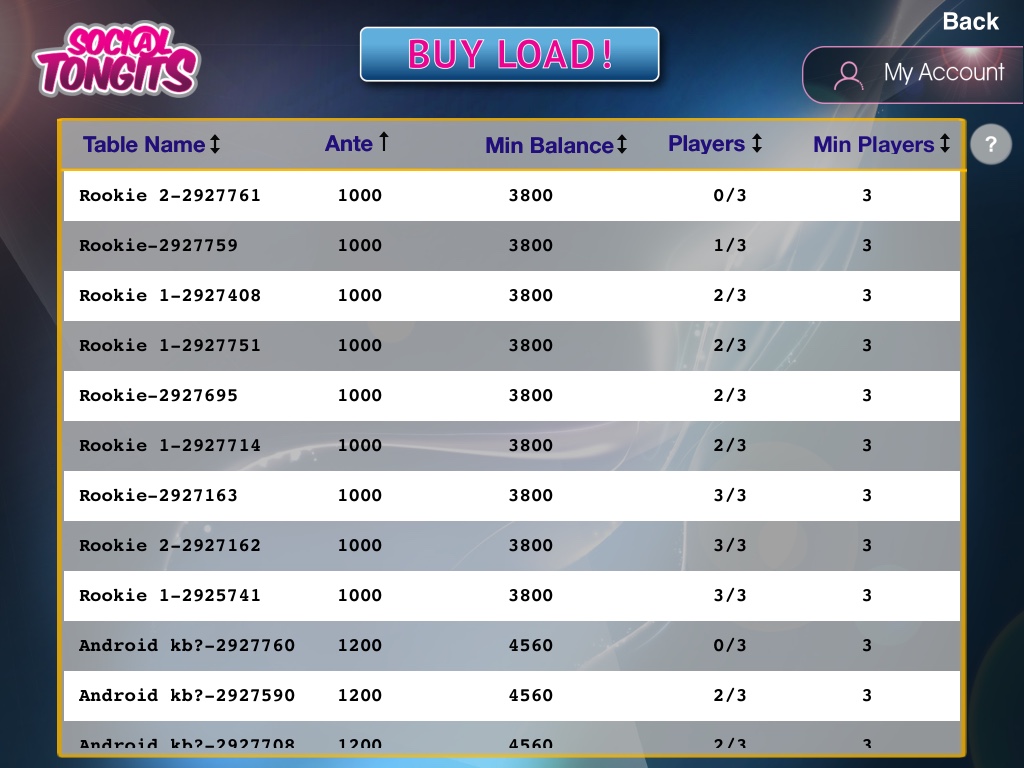 SOCIAL
TONGITS
BUY LOAD!
Back
My Account
Table Name Ante Min Balance Players Min Players
?
Rookie 2-2927761 1000 3800 0/3 3
Rookie-2927759 1000 3800 1/3 3
Rookie 1-2927408 1000 3800 2/3 3
Rookie 1-2927751 1000 3800 2/3 3
Rookie-2927695 1000 3800 2/3 3
Rookie 1-2927714 1000 3800 2/3 3
Rookie-2927163 1000 3800 3/3 3
Rookie 2-2927162 1000 3800 3/3 3
Rookie 1-2925741 1000 3800 3/3 3
Android kb?-2927760 1200 4560 0/3 3
Android kb?-2927590 1200 4560 2/3 3
Android kb?-2927708 1200 4560 2/3 3